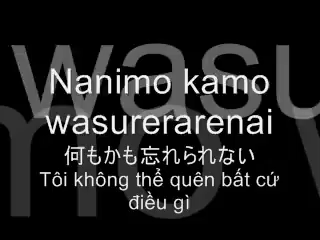 wasu
Nanimo kamo
wasurerarenai
何もかも忘れられない
Tôi không thể quên bất cứ
điều gì